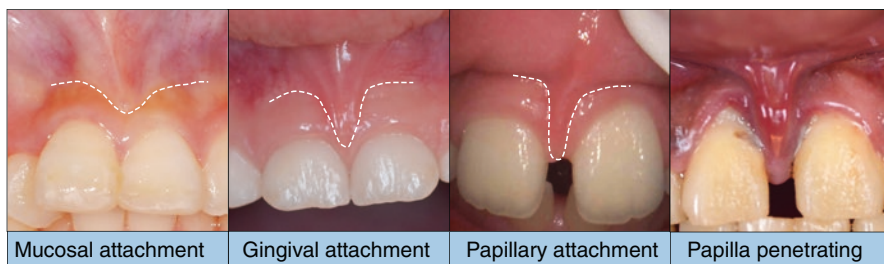 Mucosal attachment
Gingival attachment
Papillary attachment
Papilla penetrating